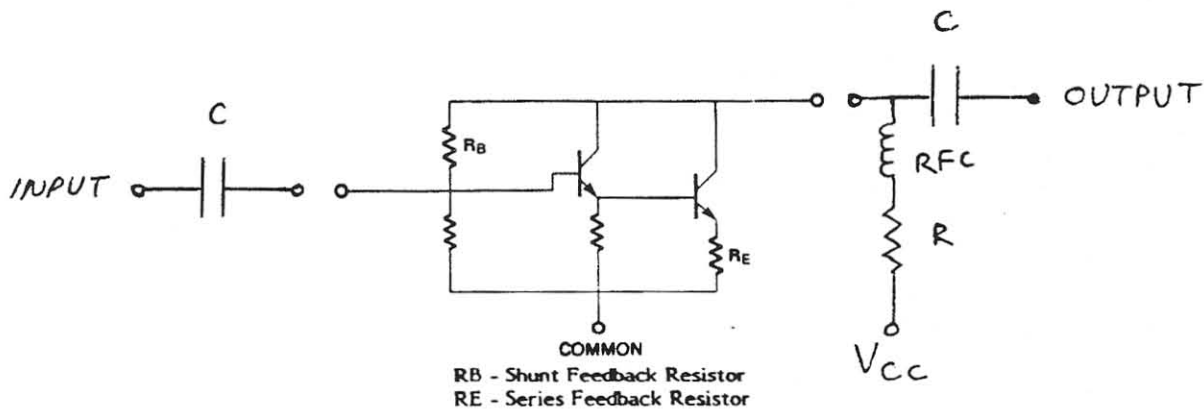 C
C
INPUT
OUTPUT
RB
RFC
R
RE
COMMON
VCC
RB - Shunt Feedback Resistor
RE - Series Feedback Resistor